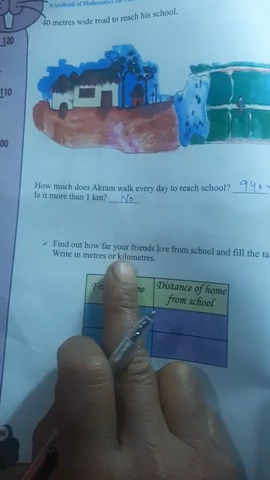 A textbook of Mathematics for
40 metres wide road to reach his school.
120
110
00
How much does Akram walk every day to reach school? 940
Is it more than 1 km? No
➤ Find out how far your friends live from school and fill the ta
Write in metres or kilometres.
Distance of home
from school